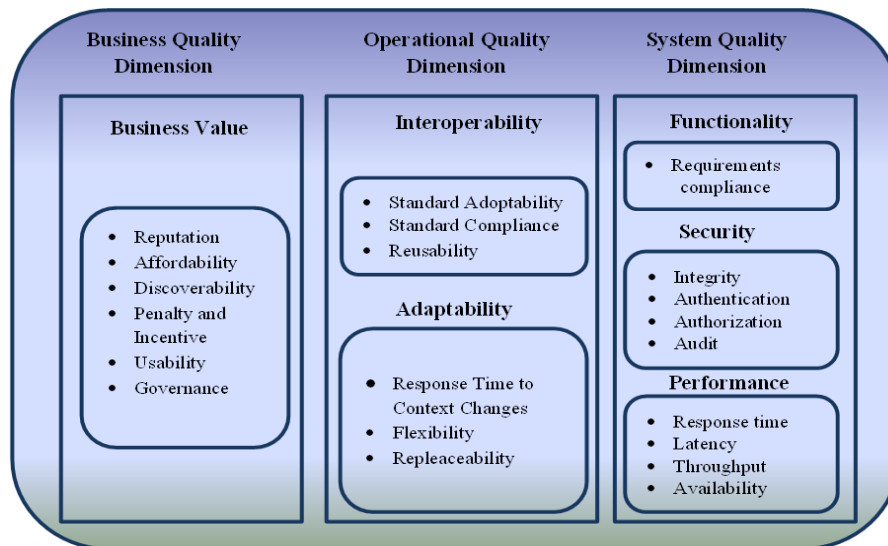 Business Quality
Dimension
Business Value
• Reputation
• Affordability
• Discoverability
• Penalty and
Incentive
• Usability
• Governance
Operational Quality
Dimension
Interoperability
• Standard Adoptability
• Standard Compliance
• Reusability
Adaptability
• Response Time to
Context Changes
• Flexibility
• Repleaceability
System Quality
Dimension
Functionality
• Requirements
compliance
Security
• Integrity
• Authentication
• Authorization
• Audit
Performance
• Response time
• Latency
• Throughput
• Availability